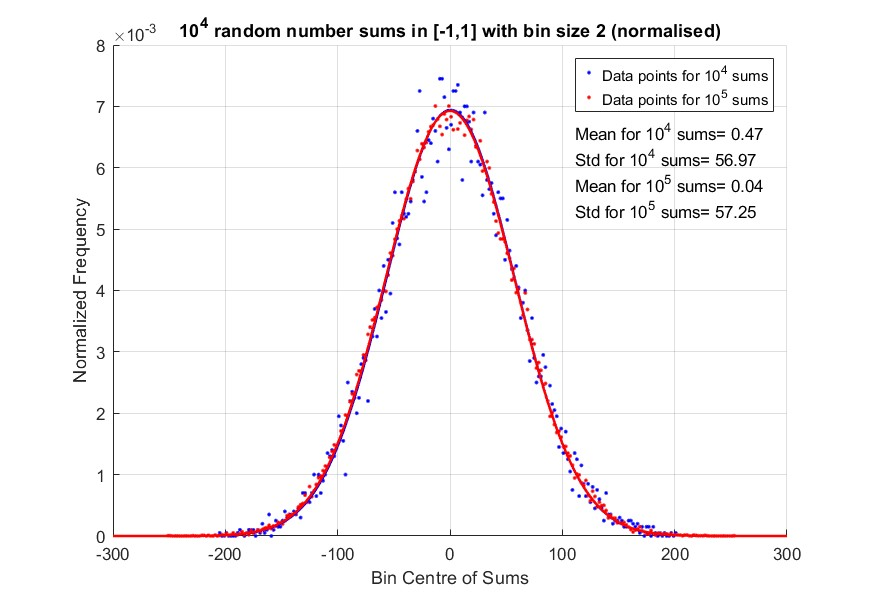 ×10^-3
10^4 random number sums in [-1,1] with bin size 2 (normalised)
Data points for 10^4 sums
Data points for 10^5 sums
Mean for 10^4 sums= 0.47
Std for 10^4 sums= 56.97
Mean for 10^5 sums= 0.04
Std for 10^5 sums= 57.25
Normalized Frequency
8
7
6
5
4
3
2
1
0
-300 -200 -100 0 100 200 300
Bin Centre of Sums